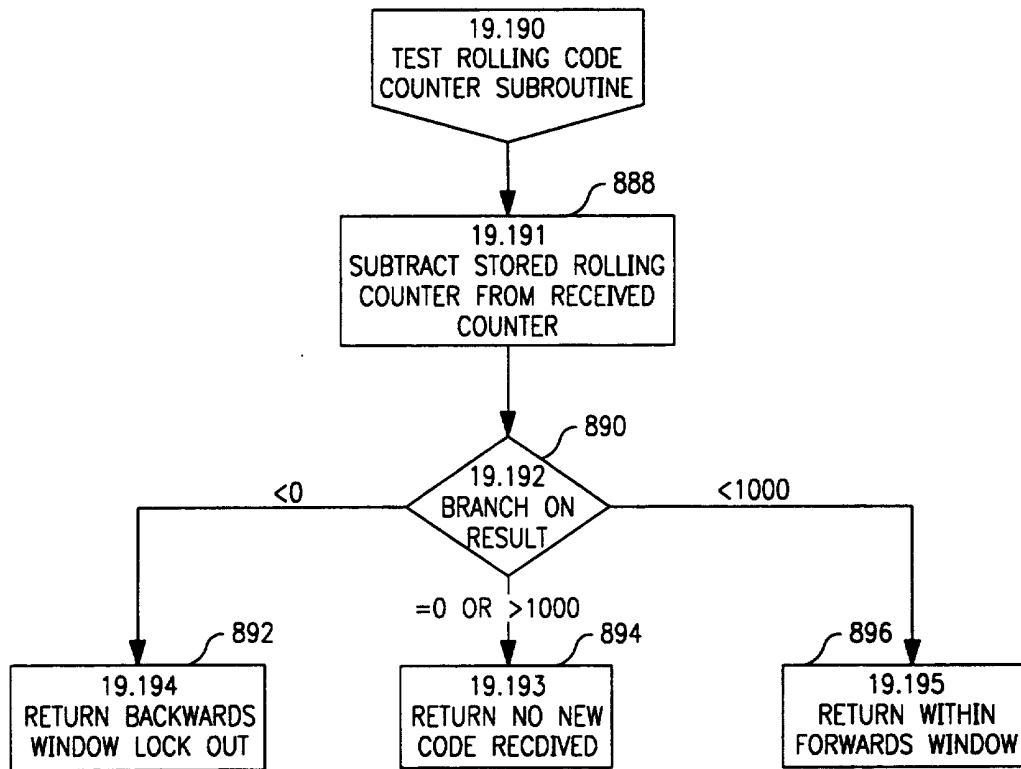 19.190
TEST ROLLING CODE
COUNTER SUBROUTINE
888
19.191
SUBTRACT STORED ROLLING
COUNTER FROM RECEIVED
COUNTER
890
19.192
BRANCH ON
RESULT
<0
<1000
=0 OR >1000
892
19.194
RETURN BACKWARDS
WINDOW LOCK OUT
894
19.193
RETURN NO NEW
CODE RECDIVED
896
19.195
RETURN WITHIN
FORWARDS WINDOW